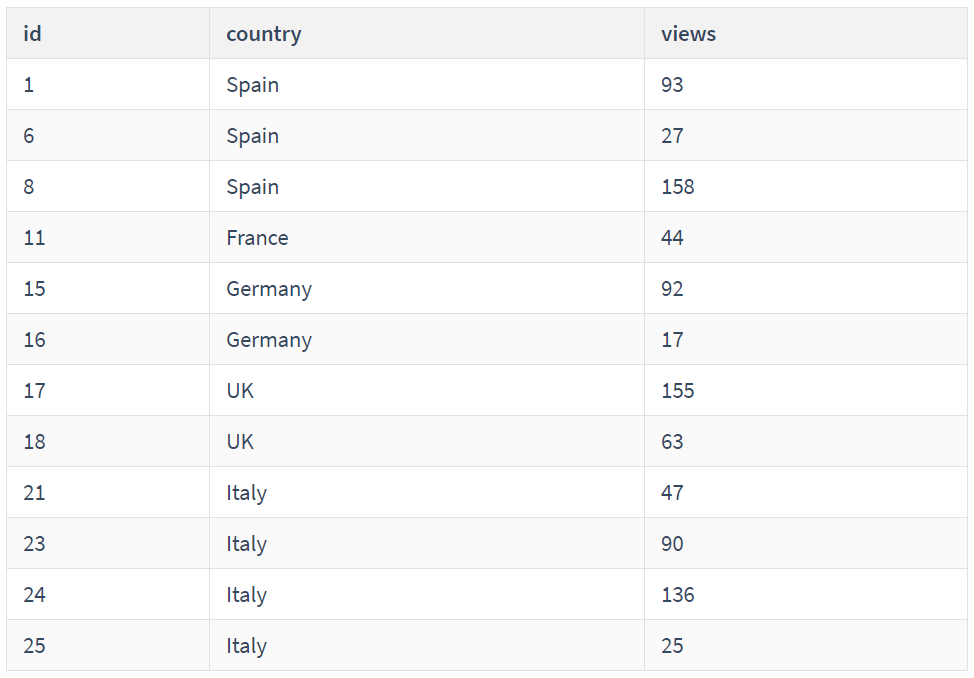 id country views
1 Spain 93
6 Spain 27
8 Spain 158
11 France 44
15 Germany 92
16 Germany 17
17 UK 155
18 UK 63
21 Italy 47
23 Italy 90
24 Italy 136
25 Italy 25